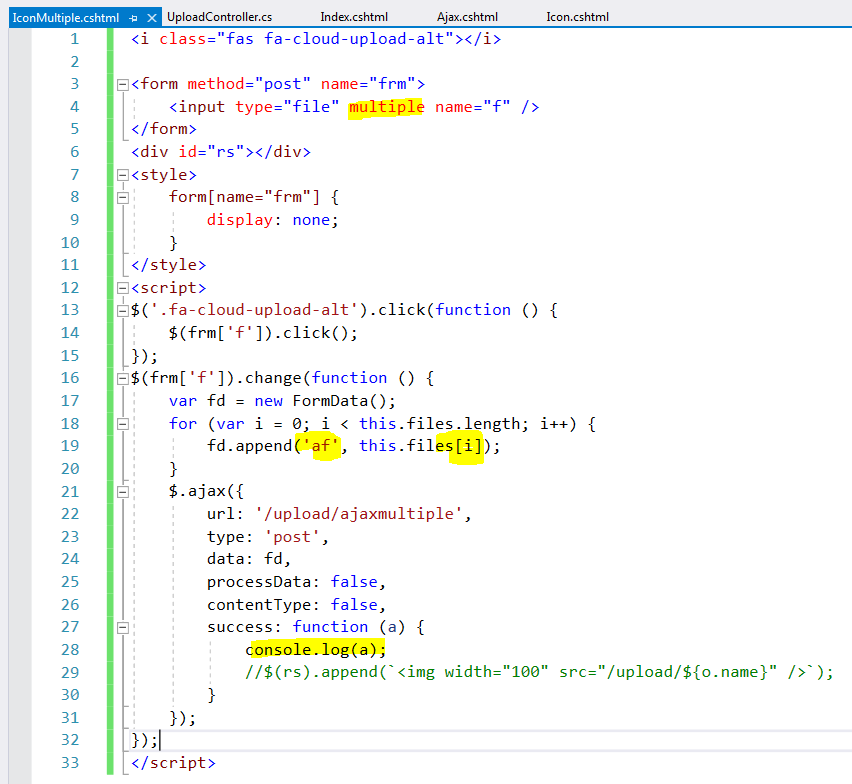 IconMultiple.cshtml UploadController.cs Index.cshtml Ajax.cshtml Icon.cshtml
1 <i class="fas fa-cloud-upload-alt"></i>
2
3 <form method="post" name="frm">
4 <input type="file" multiple name="f" />
5 </form>
6 <div id="rs"></div>
7 <style>
8 form[name="frm"] {
9 display: none;
10 }
11 </style>
12 <script>
13 $('.fa-cloud-upload-alt').click(function () {
14 $(frm['f']).click();
15 });
16 $(frm['f']).change(function () {
17 var fd = new FormData();
18 for (var i = 0; i < this.files.length; i++) {
19 fd.append('af', this.files[i]);
20 }
21 $.ajax({
22 url: '/upload/ajaxmultiple',
23 type: 'post',
24 data: fd,
25 processData: false,
26 contentType: false,
27 success: function (a) {
28 console.log(a);
29 //$(rs).append(`<img width="100" src="/upload/${o.name}" />`);
30 }
31 });
32 });
33 </script>